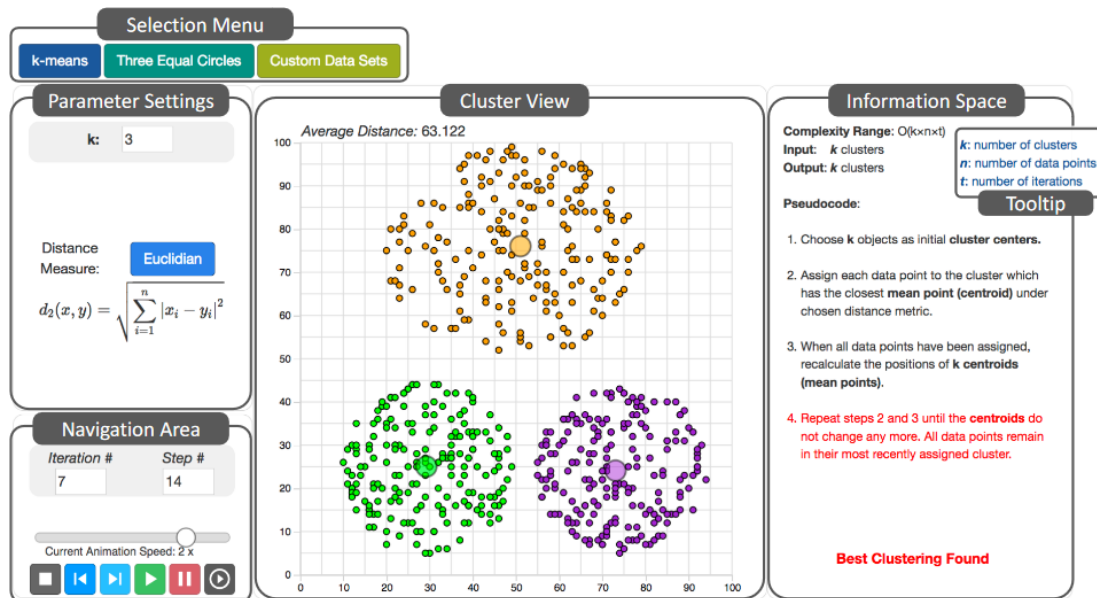 Selection Menu
k-means Three Equal Circles Custom Data Sets
Parameter Settings
k: 3
Distance
Measure: Euclidian
d₂(x, y) = √(∑ⁿᵢ₌₁ |xᵢ − yᵢ|²)
Navigation Area
Iteration # Step #
7 14
Current Animation Speed: 2 x
Cluster View
Average Distance: 63.122
100
90
80
70
60
50
40
30
20
10
0
0 10 20 30 40 50 60 70 80 90 100
Information Space
Complexity Range: O(k×n×t)
Input: k clusters
Output: k clusters
k: number of clusters
n: number of data points
t: number of iterations
Tooltip
Pseudocode:
1. Choose k objects as initial cluster centers.
2. Assign each data point to the cluster which
has the closest mean point (centroid) under
chosen distance metric.
3. When all data points have been assigned,
recalculate the positions of k centroids
(mean points).
4. Repeat steps 2 and 3 until the centroids do
not change any more. All data points remain
in their most recently assigned cluster.
Best Clustering Found